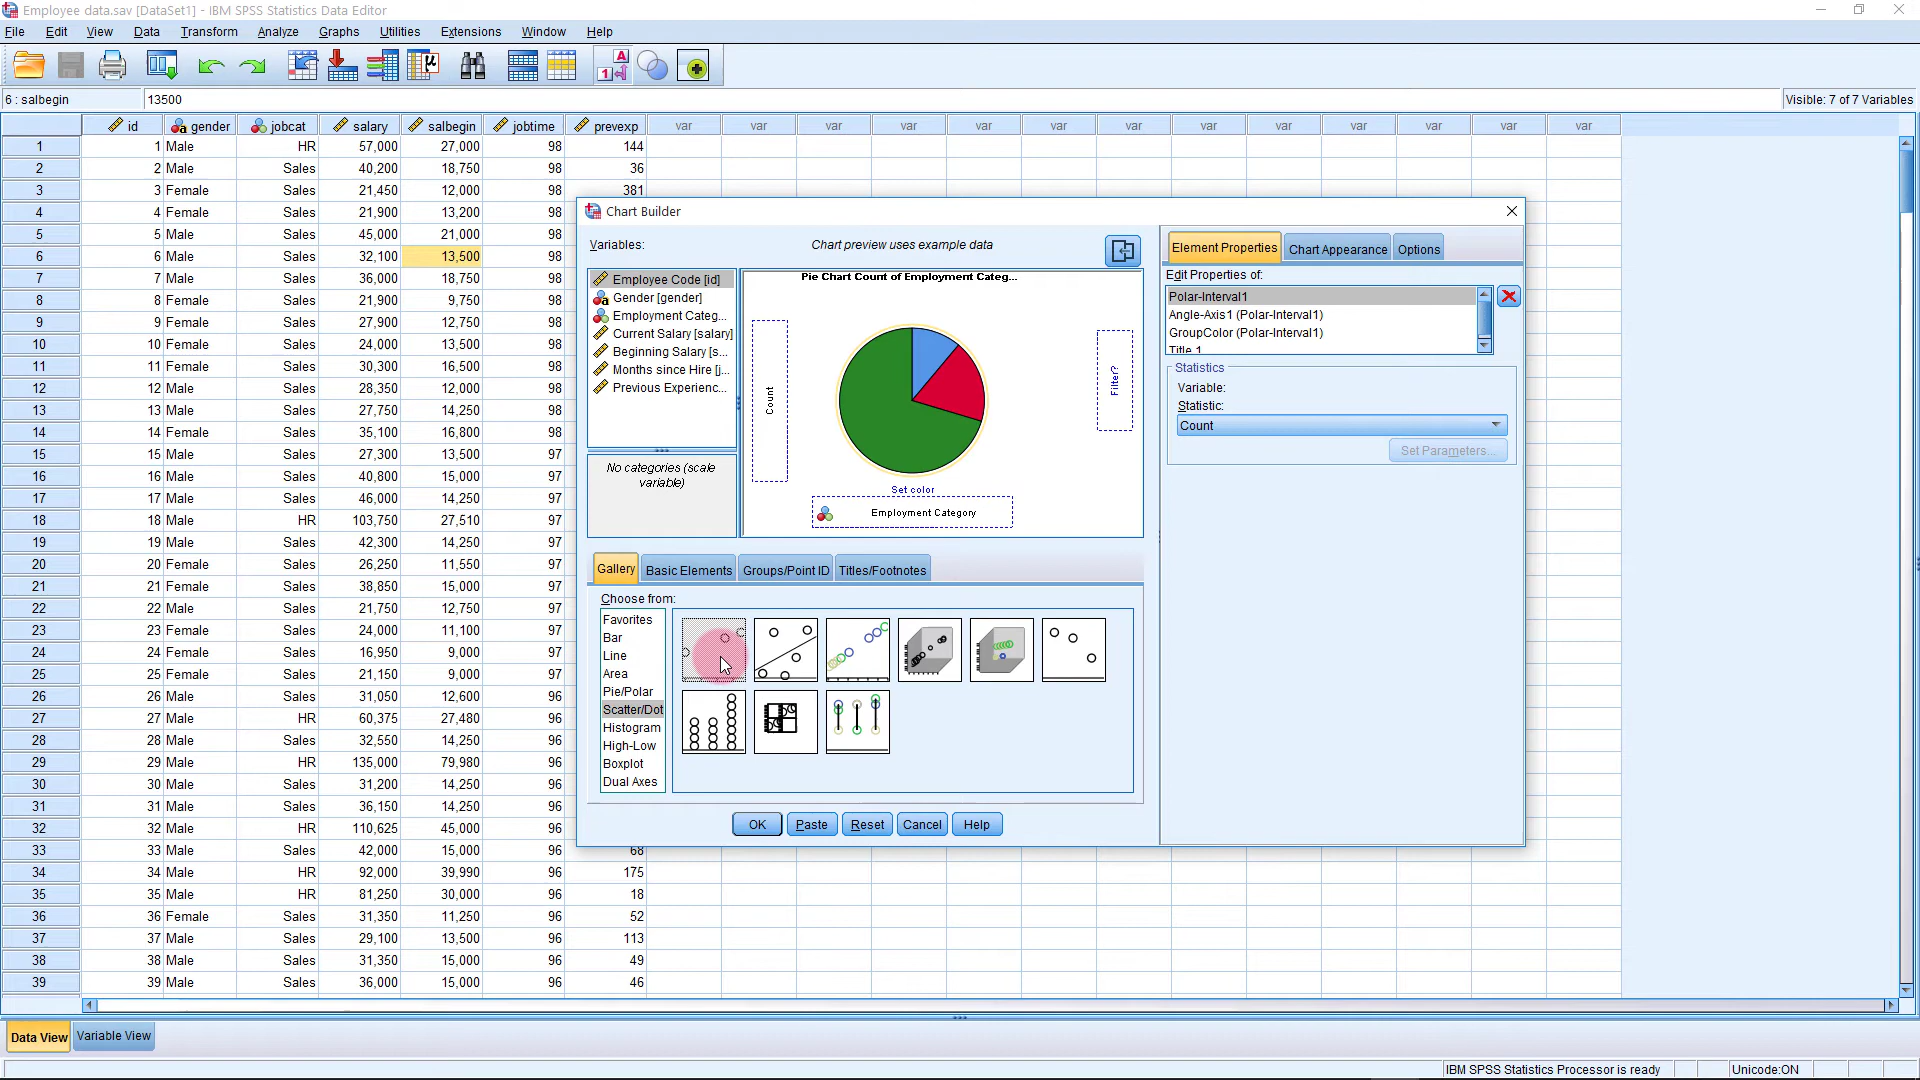 Employee data.sav [DataSet1] - IBM SPSS Statistics Data Editor
File Edit View Data Transform Analyze Graphs Utilities Extensions Window Help
6 : salbegin 13500 Visible: 7 of 7 Variables
id gender jobcat salary salbegin jobtime prevexp var var var var var var var var var var var var var
1 1 Male HR 57,000 27,000 98 144
2 2 Male Sales 40,200 18,750 98 36
3 3 Female Sales 21,450 12,000 98 381
4 4 Female Sales 21,900 13,200 98
5 5 Male Sales 45,000 21,000 98
6 6 Male Sales 32,100 13,500 98
7 7 Male Sales 36,000 18,750 98
8 8 Female Sales 21,900 9,750 98
9 9 Female Sales 27,900 12,750 98
10 10 Female Sales 24,000 13,500 98
11 11 Female Sales 30,300 16,500 98
12 12 Male Sales 28,350 12,000 98
13 13 Male Sales 27,750 14,250 98
14 14 Female Sales 35,100 16,800 98
15 15 Male Sales 27,300 13,500 97
16 16 Male Sales 40,800 15,000 97
17 17 Male Sales 46,000 14,250 97
18 18 Male HR 103,750 27,510 97
19 19 Male Sales 42,300 14,250 97
20 20 Female Sales 26,250 11,550 97
21 21 Female Sales 38,850 15,000 97
22 22 Male Sales 21,750 12,750 97
23 23 Female Sales 24,000 11,100 97
24 24 Female Sales 16,950 9,000 97
25 25 Female Sales 21,150 9,000 97
26 26 Male Sales 31,050 12,600 96
27 27 Male HR 60,375 27,480 96
28 28 Male Sales 32,550 14,250 96
29 29 Male HR 135,000 79,980 96
30 30 Male Sales 31,200 14,250 96
31 31 Male Sales 36,150 14,250 96
32 32 Male HR 110,625 45,000 96
33 33 Male Sales 42,000 15,000 96 68
34 34 Male HR 92,000 39,990 96 175
35 35 Male HR 81,250 30,000 96 18
36 36 Female Sales 31,350 11,250 96 52
37 37 Male Sales 29,100 13,500 96 113
38 38 Male Sales 31,350 15,000 96 49
39 39 Male Sales 36,000 15,000 96 46
Chart Builder
Variables: Chart preview uses example data
Employee Code [id]
Gender [gender]
Employment Categ...
Current Salary [salary]
Beginning Salary [s...
Months since Hire [j...
Previous Experienc...
No categories (scale
variable)
Pie Chart Count of Employment Categ...
Count
Filter?
Set color
Employment Category
Gallery Basic Elements Groups/Point ID Titles/Footnotes
Choose from:
Favorites
Bar
Line
Area
Pie/Polar
Scatter/Dot
Histogram
High-Low
Boxplot
Dual Axes
OK Paste Reset Cancel Help
Element Properties Chart Appearance Options
Edit Properties of:
Polar-Interval1
Angle-Axis1 (Polar-Interval1)
GroupColor (Polar-Interval1)
Title 1
Statistics
Variable:
Statistic:
Count
Set Parameters...
Data View Variable View
IBM SPSS Statistics Processor is ready Unicode:ON